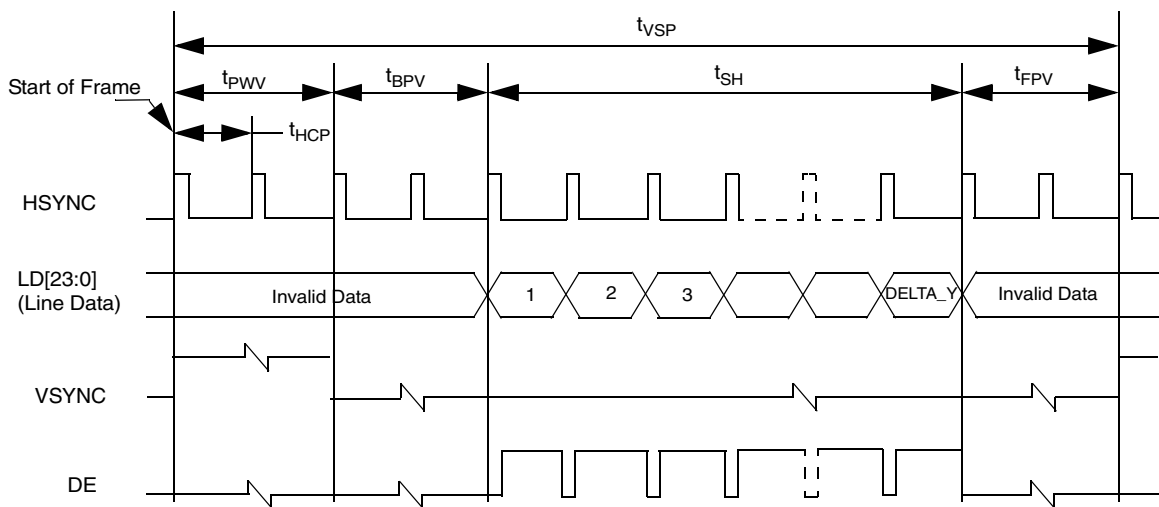 tVSP
tPWV
tBPV
tSH
tFPV
Start of Frame
tHCP
HSYNC
LD[23:0]
(Line Data)
Invalid Data
1
2
3
DELTA_Y
Invalid Data
VSYNC
DE